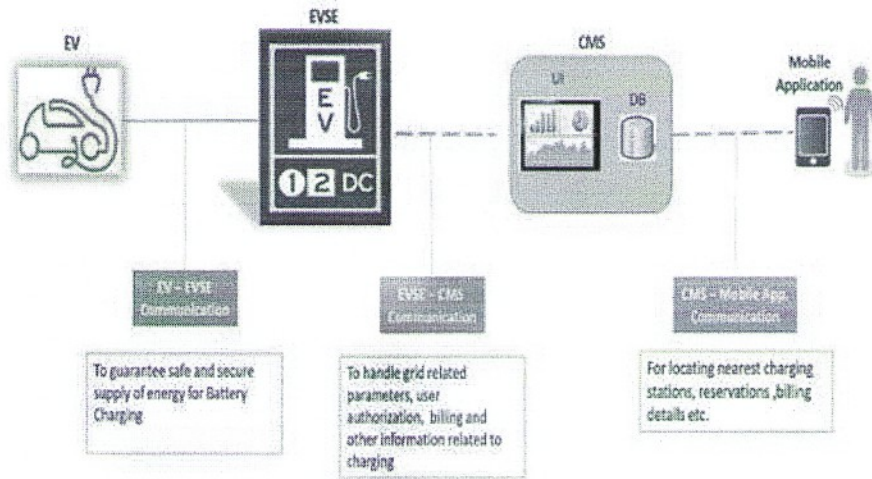 EV
EVSE
CMS
Mobile
Application
UI
DB
EV
1 2 DC
EV – EVSE
Communication
EVSE – CMS
Communication
CMS – Mobile App.
Communication
To guarantee safe and secure
supply of energy for Battery
Charging
To handle grid related
parameters, user
authorization, billing and
other information related to
charging
For locating nearest charging
stations, reservations ,billing
details etc.